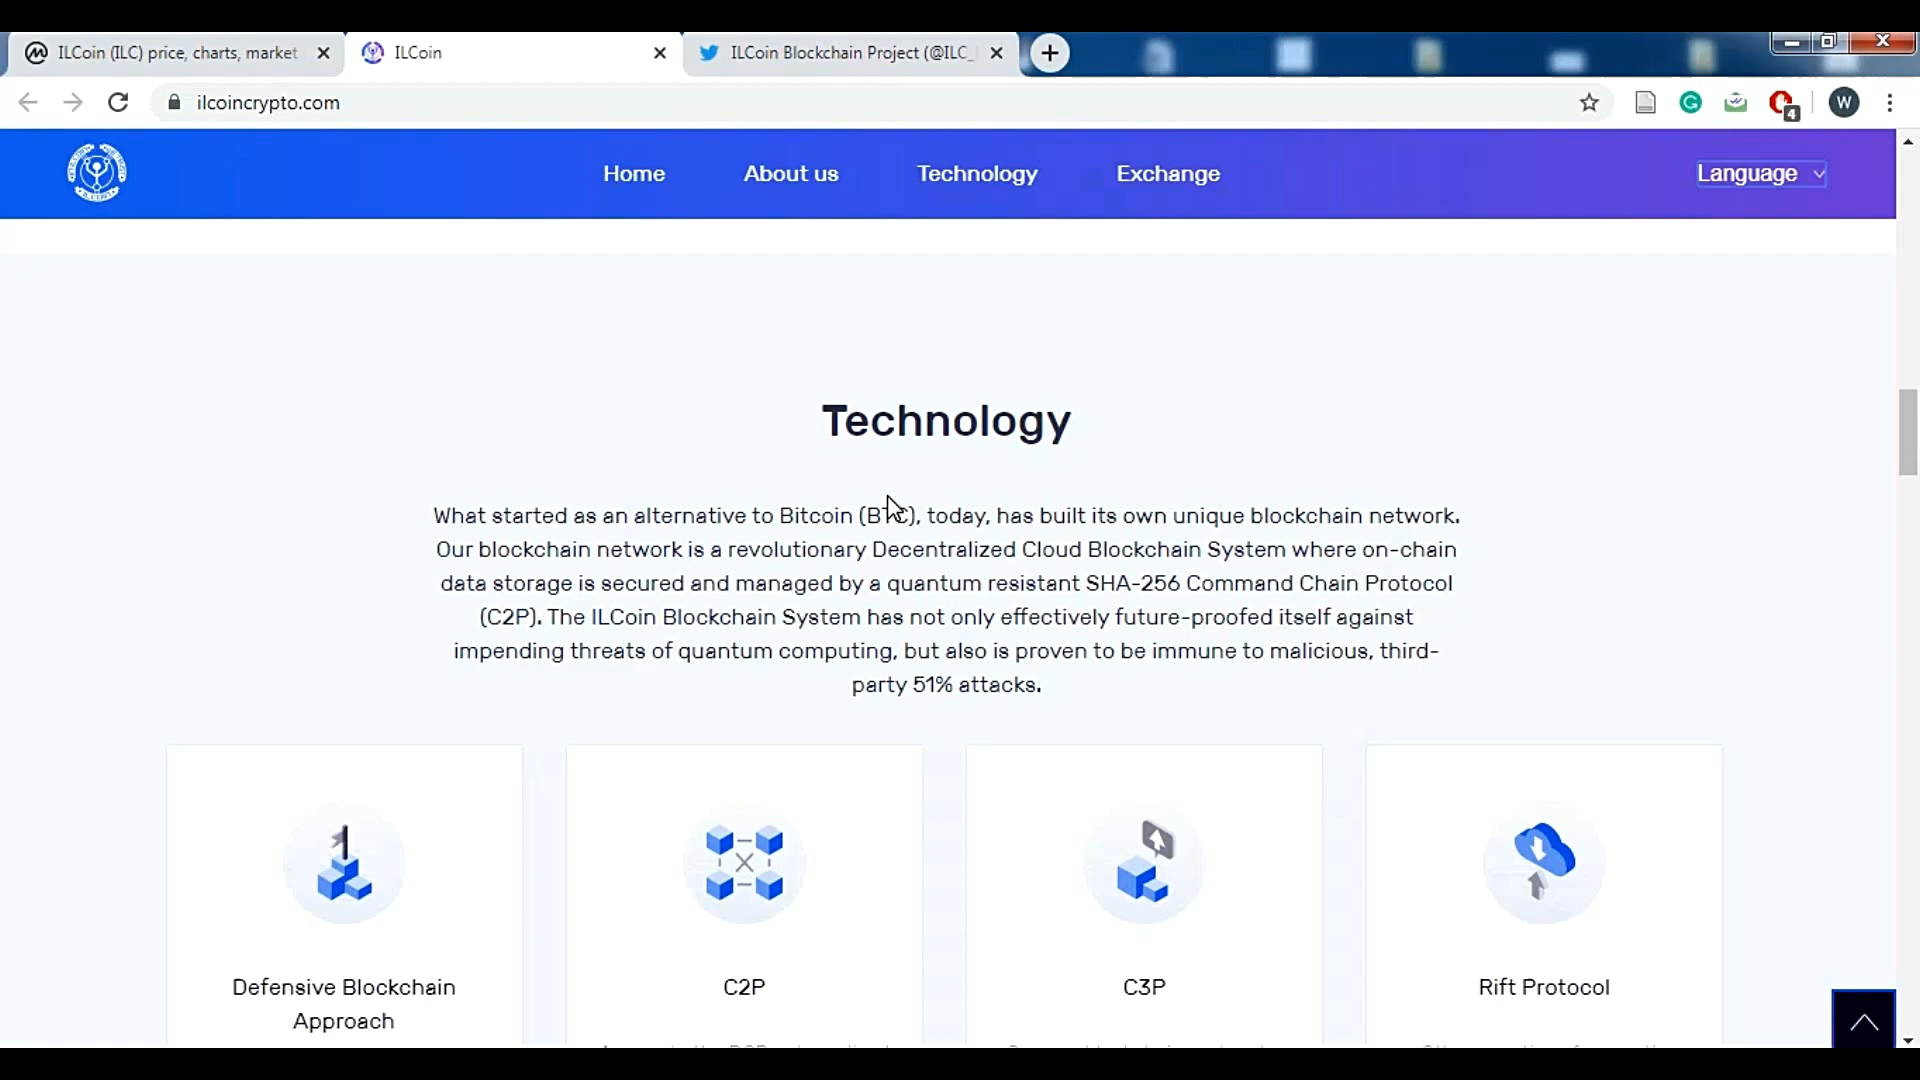 ILCoin (ILC) price, charts, market
ILCoin
ILCoin Blockchain Project (@ILC_
ilcoincrypto.com
4
W
Home
About us
Technology
Exchange
Language
Technology
What started as an alternative to Bitcoin (BTC), today, has built its own unique blockchain network.
Our blockchain network is a revolutionary Decentralized Cloud Blockchain System where on-chain
data storage is secured and managed by a quantum resistant SHA-256 Command Chain Protocol
(C2P). The ILCoin Blockchain System has not only effectively future-proofed itself against
impending threats of quantum computing, but also is proven to be immune to malicious, third-
party 51% attacks.
Defensive Blockchain
Approach
C2P
C3P
Rift Protocol